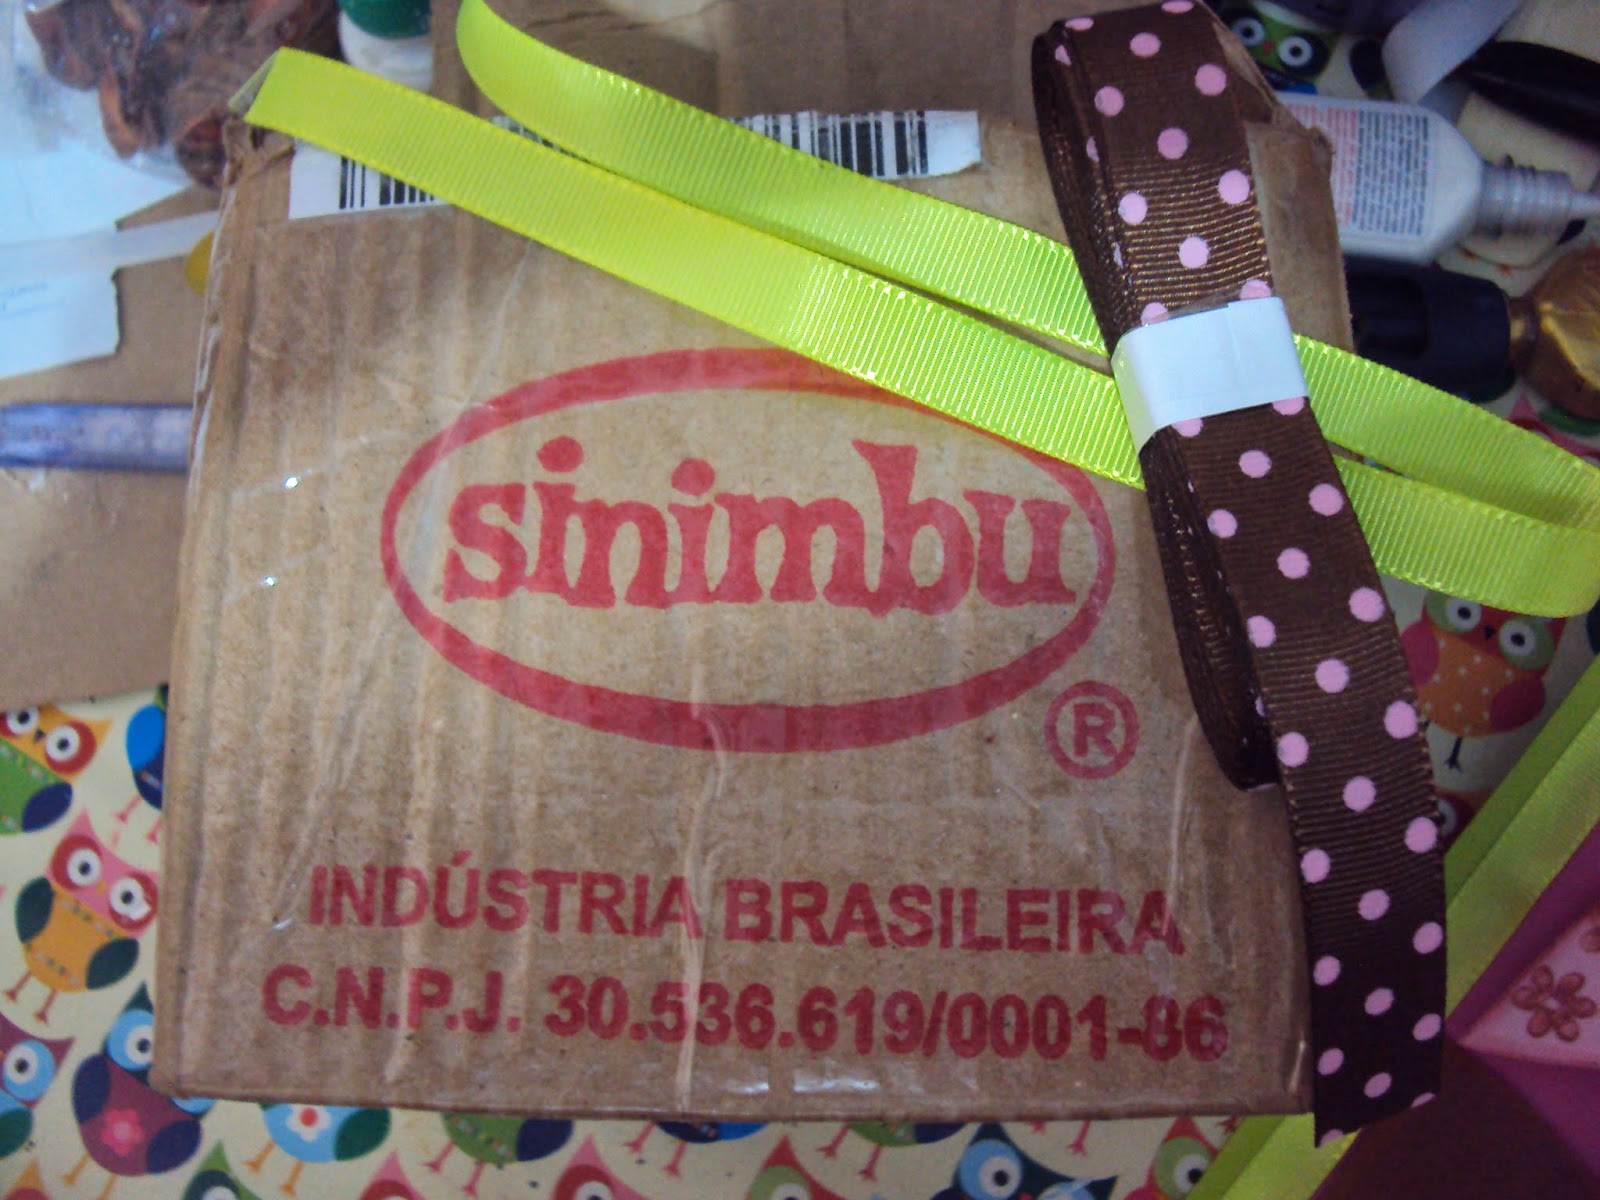 sinimbu
®
INDÚSTRIA BRASILEIRA
C.N.P.J. 30.536.619/0001-86